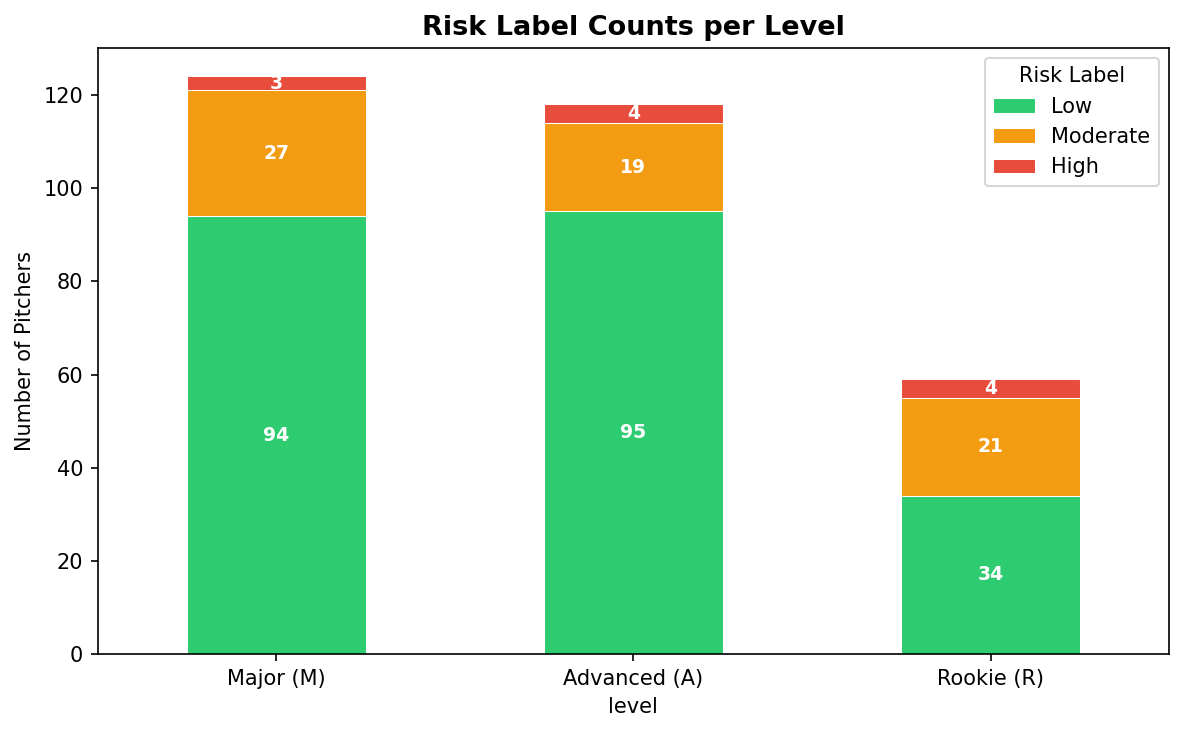 Risk Label Counts per Level
Number of Pitchers
120
100
80
60
40
20
0
3
27
94
4
19
95
4
21
34
Risk Label
Low
Moderate
High
Major (M)
Advanced (A)
Rookie (R)
level